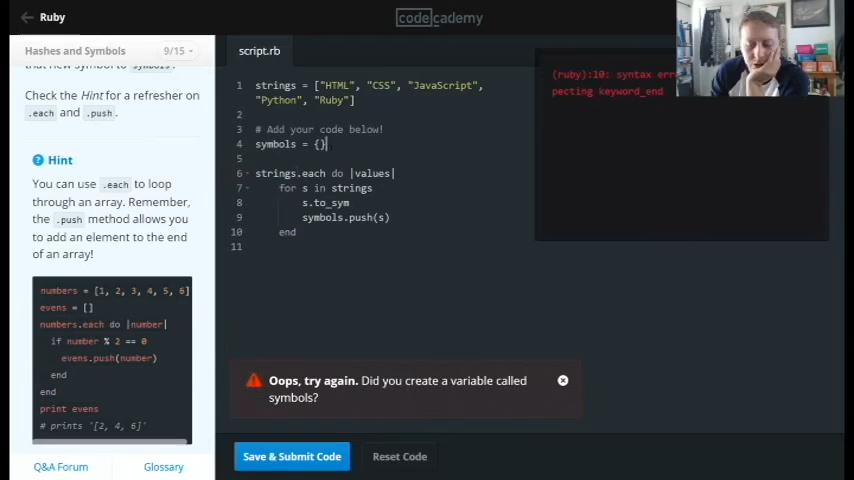 Ruby
codecademy
Hashes and Symbols 9/15
script.rb
that new symbol to symbols.
Check the Hint for a refresher on
.each and .push.
Hint
You can use .each to loop
through an array. Remember,
the .push method allows you
to add an element to the end
of an array!
numbers = [1, 2, 3, 4, 5, 6]
evens = []
numbers.each do |number|
if number % 2 == 0
evens.push(number)
end
end
print evens
# prints '[2, 4, 6]'
Q&A Forum Glossary
1 strings = ["HTML", "CSS", "JavaScript",
"Python", "Ruby"]
2
3 # Add your code below!
4 symbols = {}
5
6 strings.each do |values|
7 for s in strings
8 s.to_sym
9 symbols.push(s)
10 end
11
(ruby):10: syntax err
pecting keyword_end
Oops, try again. Did you create a variable called
symbols?
Save & Submit Code Reset Code